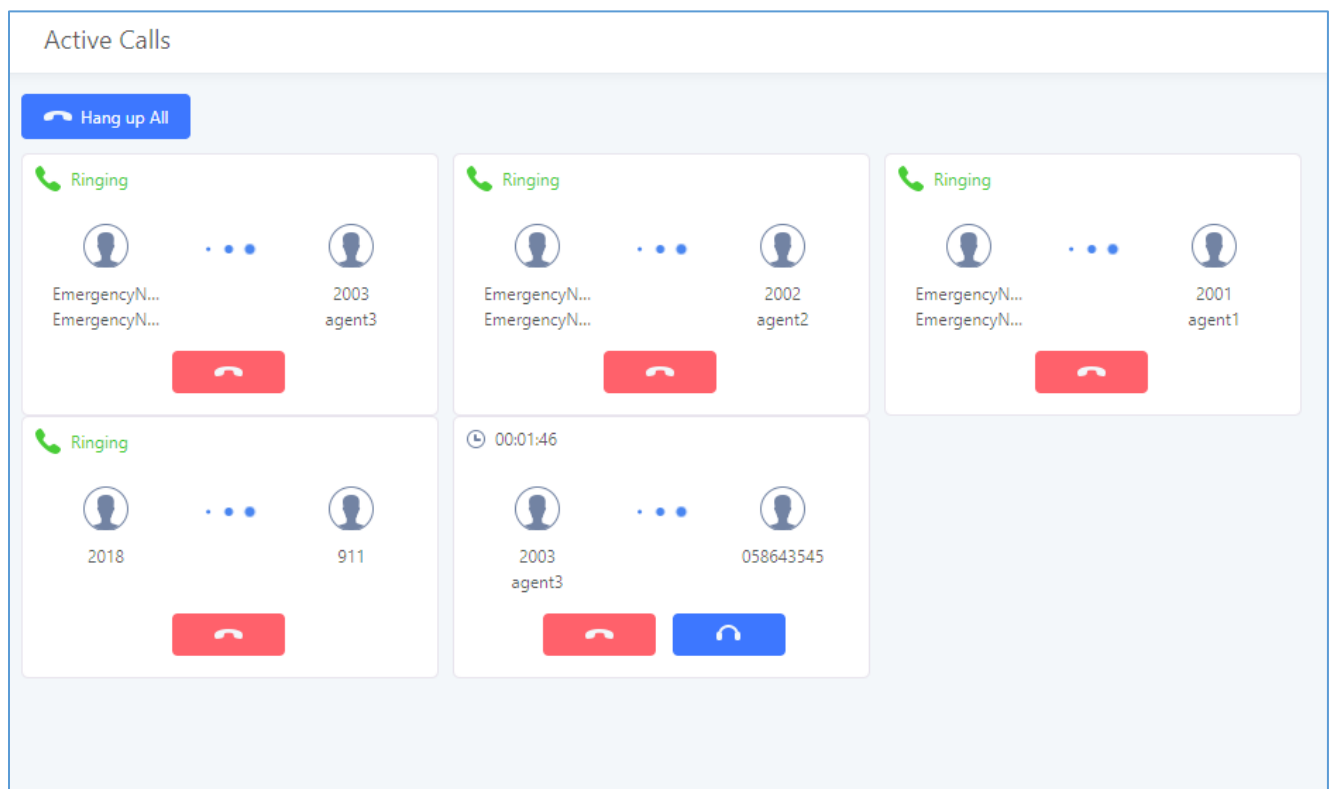 Active Calls
Hang up All
Ringing
EmergencyN...
EmergencyN...
2003
agent3
Ringing
EmergencyN...
EmergencyN...
2002
agent2
Ringing
EmergencyN...
EmergencyN...
2001
agent1
Ringing
2018
911
00:01:46
2003
agent3
058643545